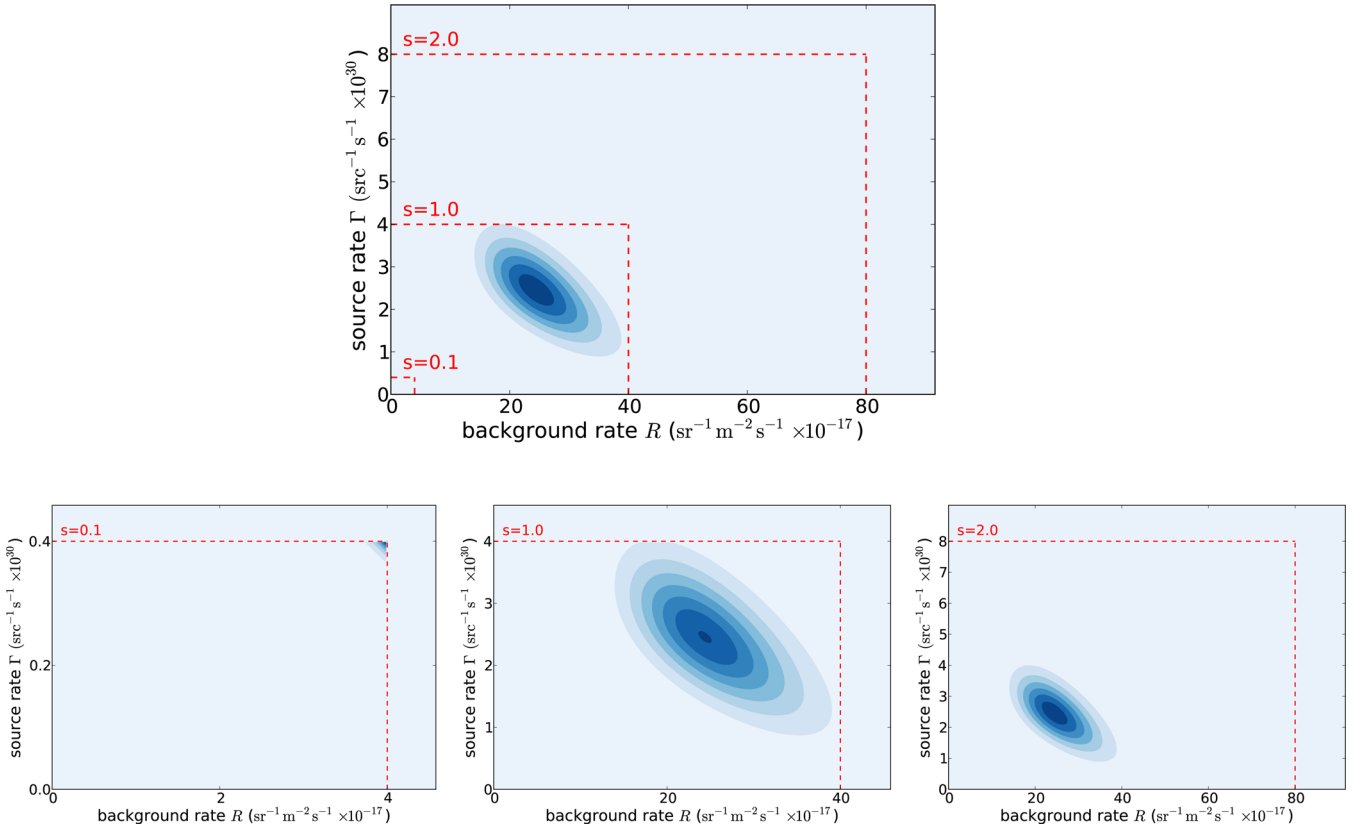 s=2.0
8
7
6
5
s=1.0
4
3
2
s=0.1
1
0
source rate Γ (src⁻¹ s⁻¹ ×10³⁰ )
0 20 40 60 80
background rate R (sr⁻¹ m⁻² s⁻¹ ×10⁻¹⁷ )
s=0.1
0.4
0.2
0.0
source rate Γ (src⁻¹ s⁻¹ ×10³⁰ )
0 2 4
background rate R (sr⁻¹ m⁻² s⁻¹ ×10⁻¹⁷ )
s=1.0
4
3
2
1
0
source rate Γ (src⁻¹ s⁻¹ ×10³⁰ )
0 20 40
background rate R (sr⁻¹ m⁻² s⁻¹ ×10⁻¹⁷ )
s=2.0
8
7
6
5
4
3
2
1
0
source rate Γ (src⁻¹ s⁻¹ ×10³⁰ )
0 20 40 60 80
background rate R (sr⁻¹ m⁻² s⁻¹ ×10⁻¹⁷ )